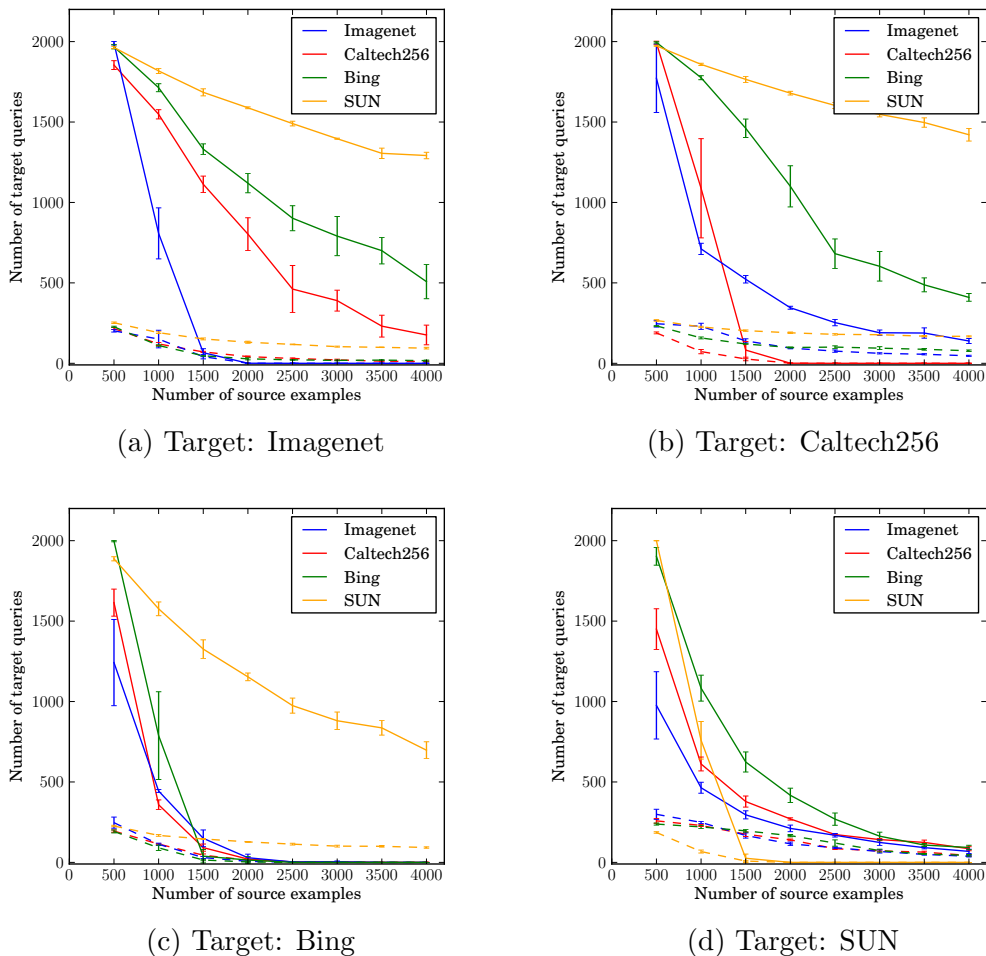 2000
1500
1000
500
0
Number of target queries
Imagenet
Caltech256
Bing
SUN
0 500 1000 1500 2000 2500 3000 3500 4000
Number of source examples
(a) Target: Imagenet
2000
1500
1000
500
0
Number of target queries
Imagenet
Caltech256
Bing
SUN
0 500 1000 1500 2000 2500 3000 3500 4000
Number of source examples
(b) Target: Caltech256
2000
1500
1000
500
0
Number of target queries
Imagenet
Caltech256
Bing
SUN
0 500 1000 1500 2000 2500 3000 3500 4000
Number of source examples
(c) Target: Bing
2000
1500
1000
500
0
Number of target queries
Imagenet
Caltech256
Bing
SUN
0 500 1000 1500 2000 2500 3000 3500 4000
Number of source examples
(d) Target: SUN